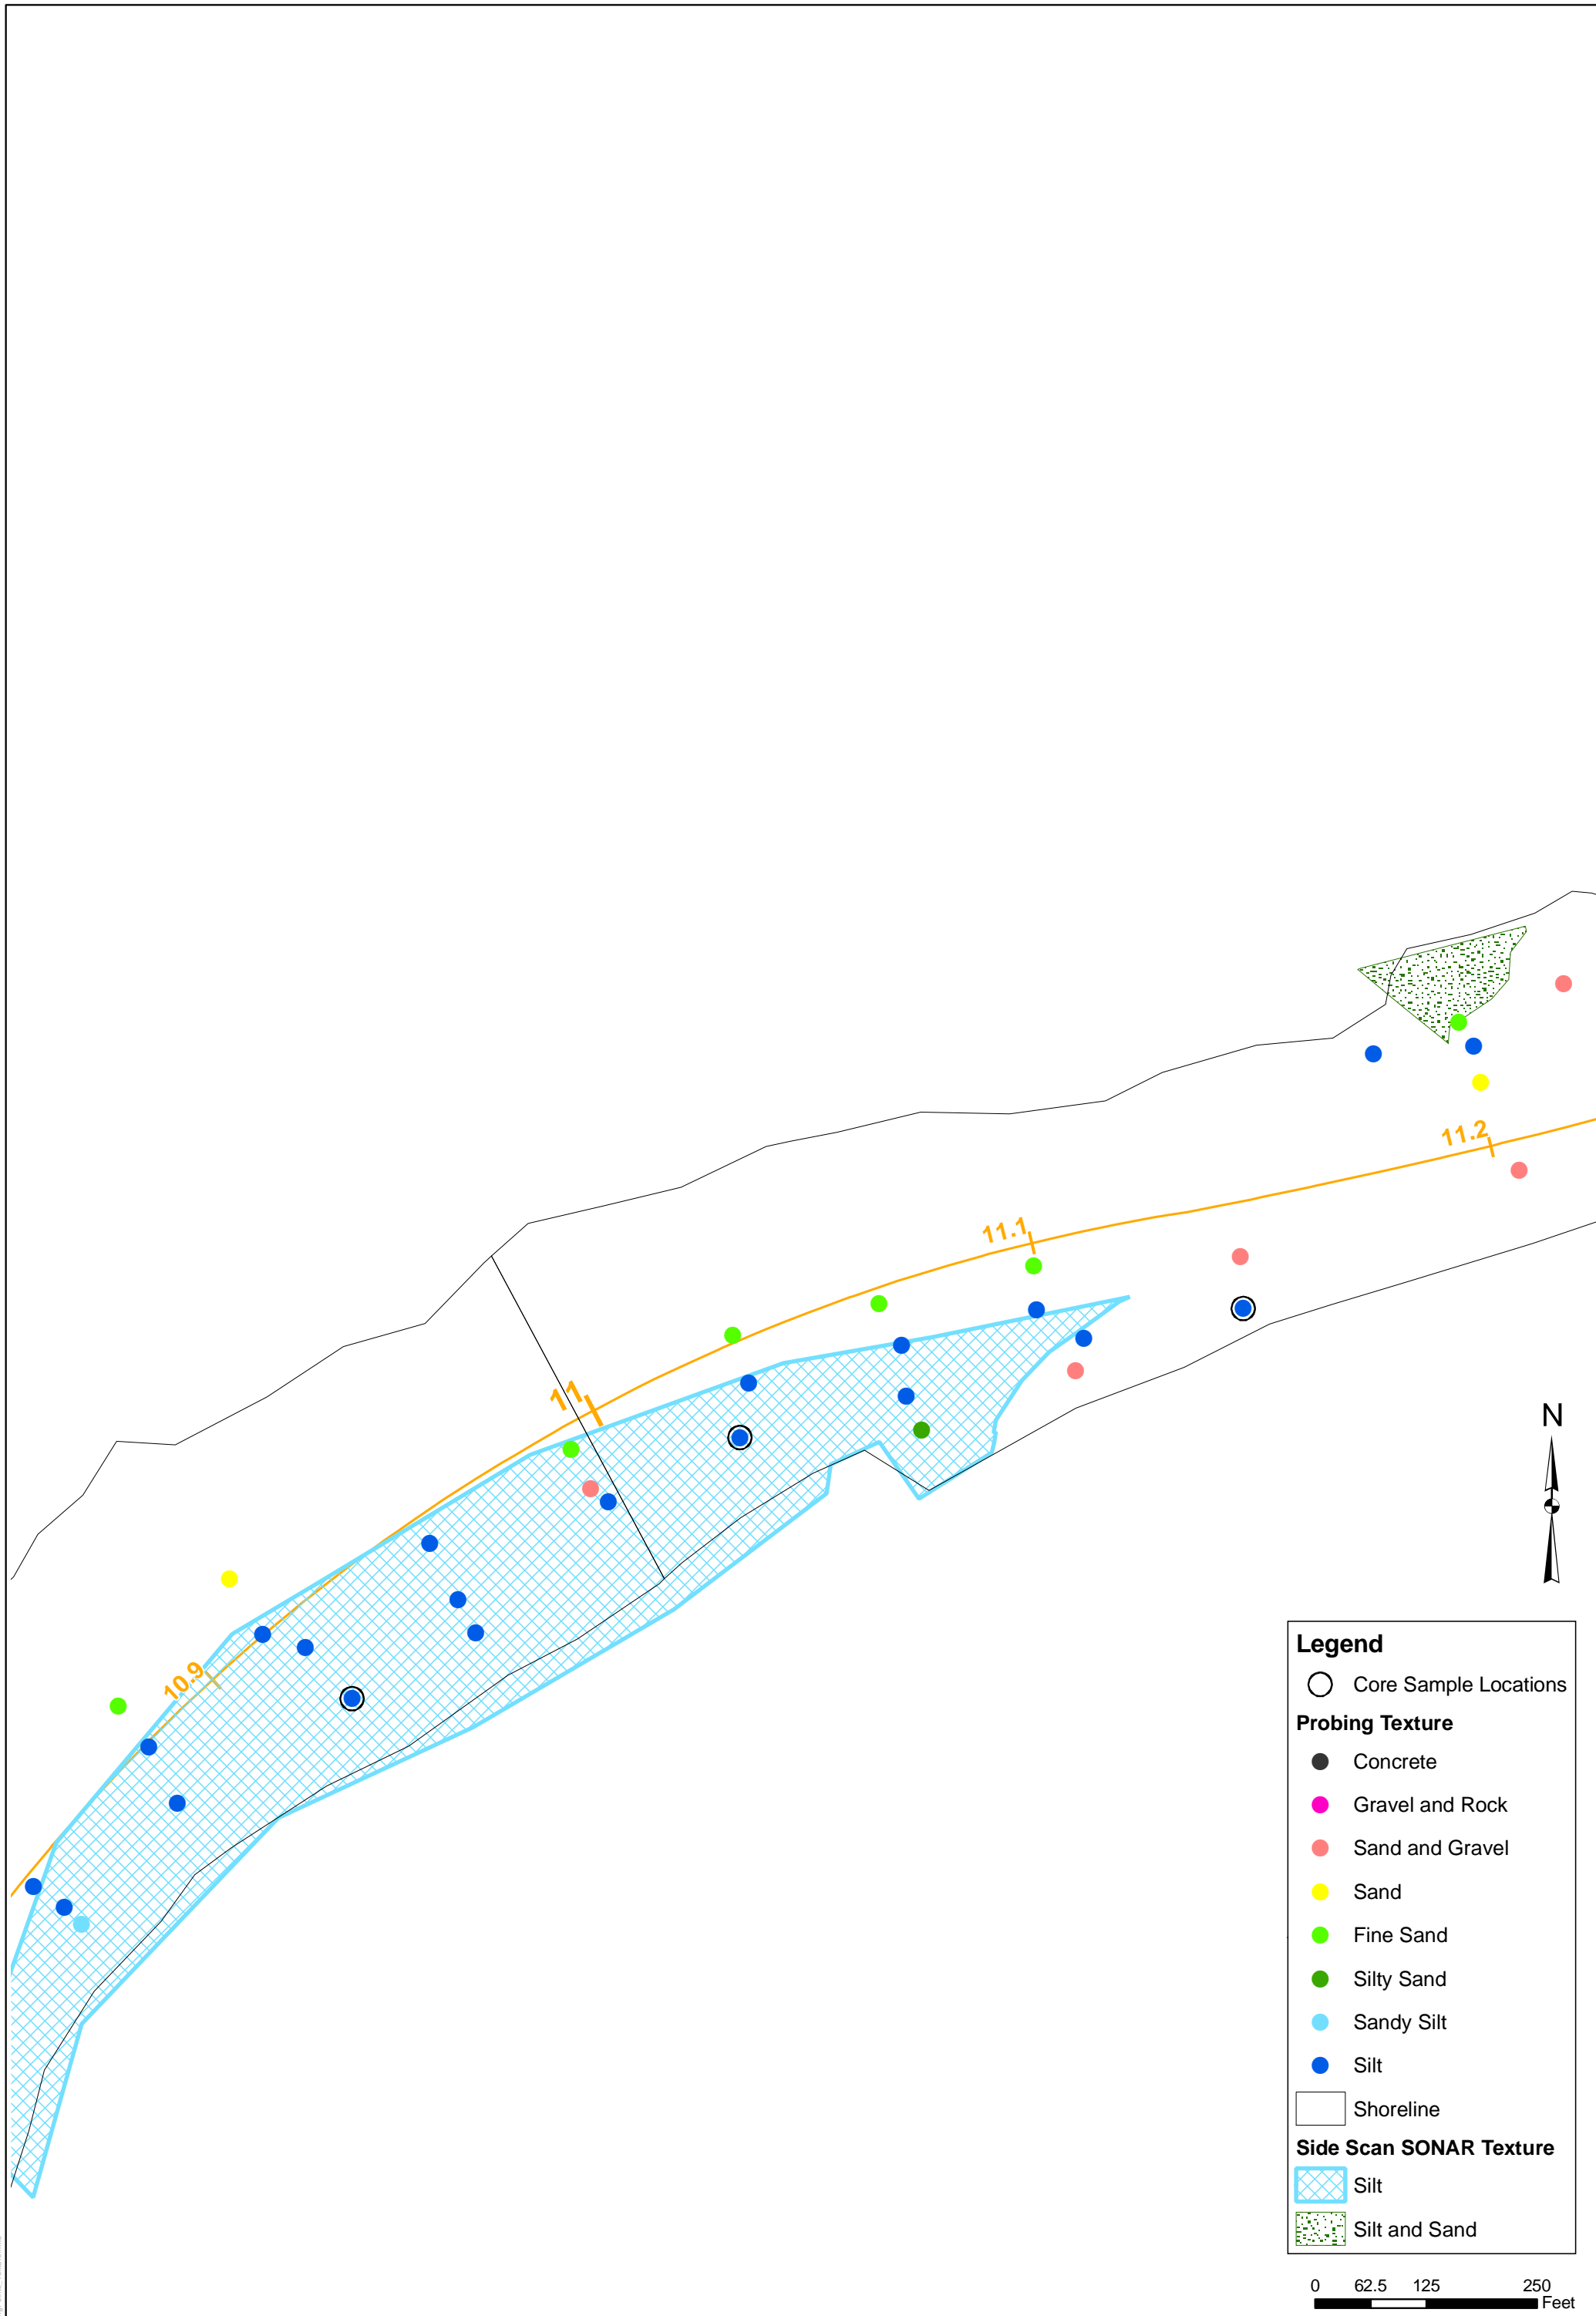 11.2
11.1
11
10.9
N
Legend
Core Sample Locations
Probing Texture
Concrete
Gravel and Rock
Sand and Gravel
Sand
Fine Sand
Silty Sand
Sandy Silt
Silt
Shoreline
Side Scan SONAR Texture
Silt
Silt and Sand
0 62.5 125 250
Feet